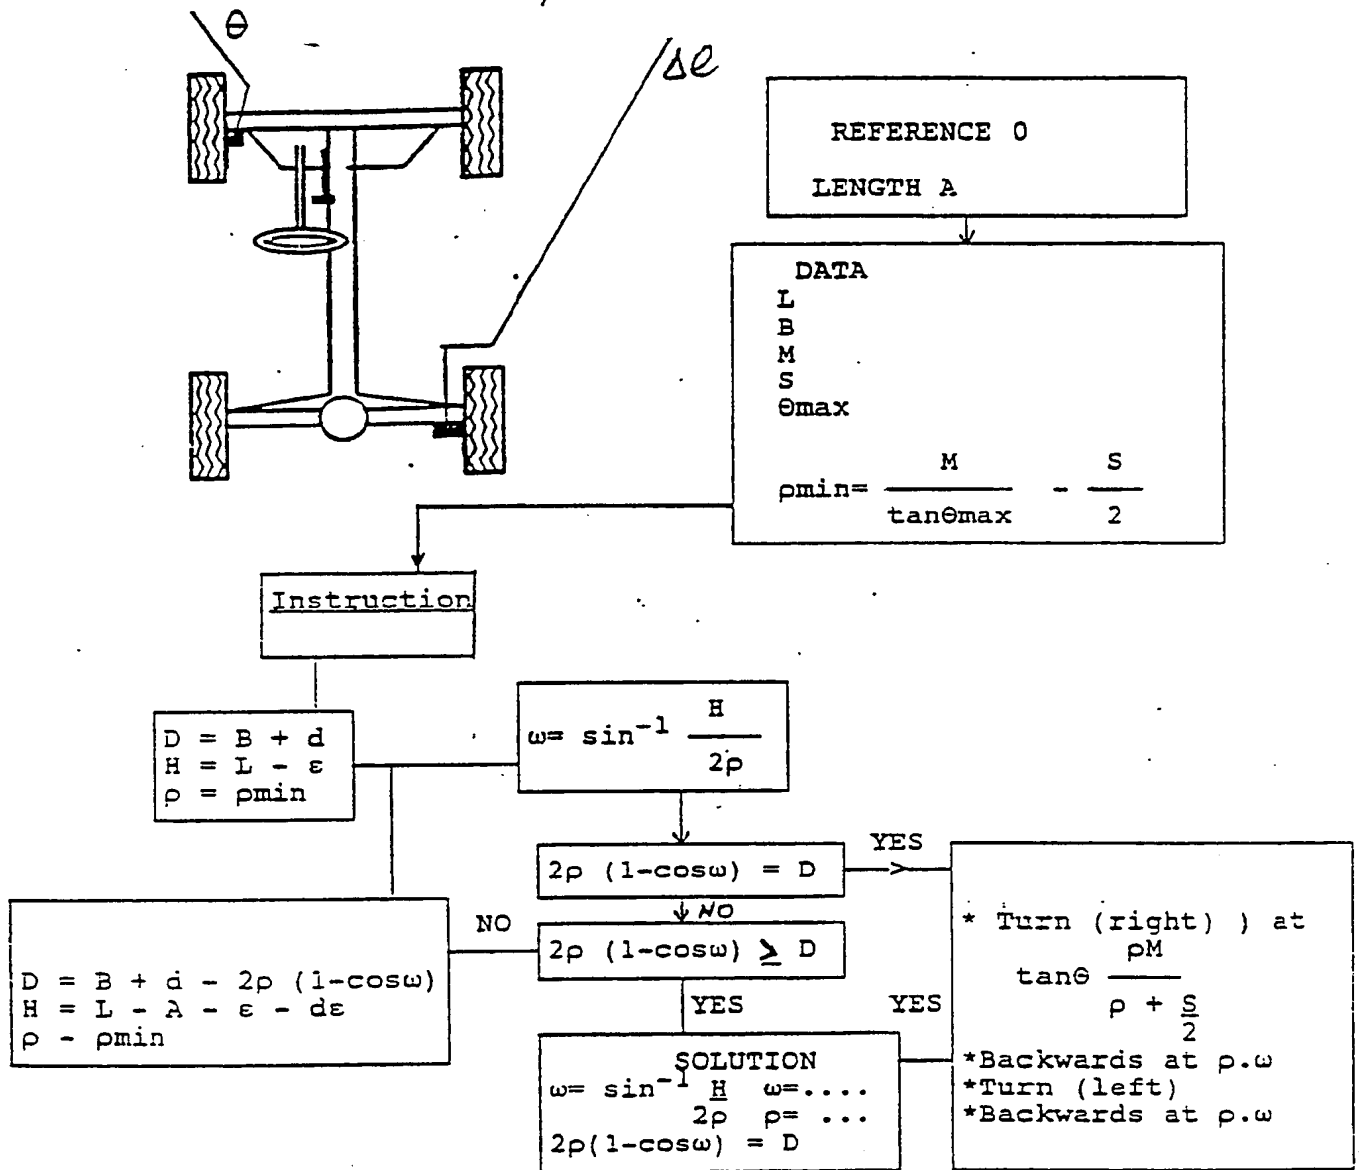 θ
Δe
REFERENCE 0
LENGTH A
DATA
L
B
M
S
θmax
ρmin= M/tanθmax - S/2
Instruction
D = B + d
H = L - ε
ρ = ρmin
ω= sin⁻¹ H/2ρ
2ρ (1-cosω) = D
YES
NO
2ρ (1-cosω) ≥ D
NO
YES
YES
D = B + d - 2ρ (1-cosω)
H = L - A - ε - dε
ρ - ρmin
SOLUTION
ω= sin⁻¹ H/2ρ ω=....
ρ= ...
2ρ(1-cosω) = D
* Turn (right) ) at
tanθ ρM/ρ + S/2
*Backwards at ρ.ω
*Turn (left)
*Backwards at ρ.ω